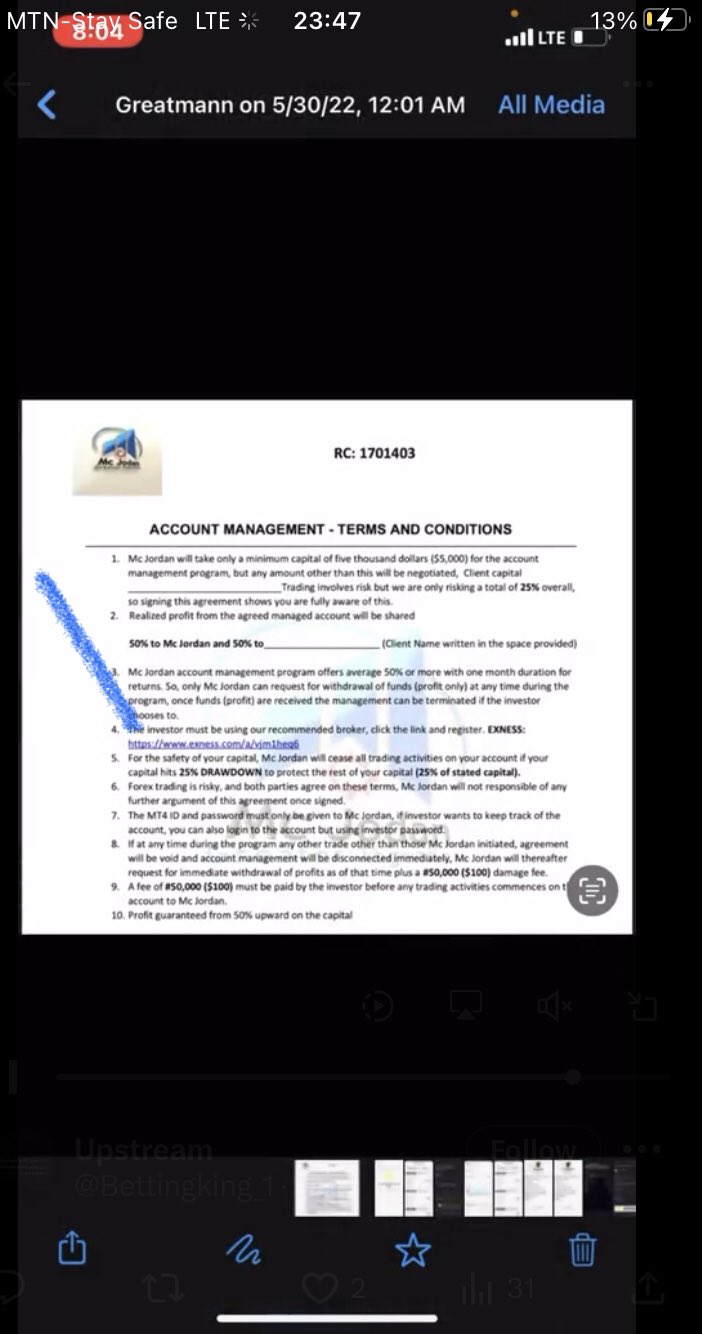 MTN-Stay Safe LTE 23:47 13%
8:04 LTE
Greatmann on 5/30/22, 12:01 AM All Media
Mc Jodan
RC: 1701403
ACCOUNT MANAGEMENT - TERMS AND CONDITIONS
1. Mc Jordan will take only a minimum capital of five thousand dollars ($5,000) for the account
management program, but any amount other than this will be negotiated, Client capital
____________________________Trading involves risk but we are only risking a total of 25% overall,
so signing this agreement shows you are fully aware of this.
2. Realized profit from the agreed managed account will be shared
50% to Mc Jordan and 50% to____________________ (Client Name written in the space provided)
3. Mc Jordan account management program offers average 50% or more with one month duration for
returns. So, only Mc Jordan can request for withdrawal of funds (profit only) at any time during the
program, once funds (profit) are received the management can be terminated if the investor
chooses to.
4. The investor must be using our recommended broker, click the link and register. EXNESS:
https://www.exness.com/a/vjm1heq6
5. For the safety of your capital, Mc Jordan will cease all trading activities on your account if your
capital hits 25% DRAWDOWN to protect the rest of your capital (25% of stated capital).
6. Forex trading is risky, and both parties agree on these terms, Mc Jordan will not responsible of any
further argument of this agreement once signed.
7. The MT4 ID and password must only be given to Mc Jordan, if investor wants to keep track of the
account, you can also login to the account but using investor password.
8. If at any time during the program any other trade other than those Mc Jordan initiated, agreement
will be void and account management will be disconnected immediately, Mc Jordan will thereafter
request for immediate withdrawal of profits as of that time plus a #50,000 ($100) damage fee.
9. A fee of #50,000 ($100) must be paid by the investor before any trading activities commences on t
account to Mc Jordan.
10. Profit guaranteed from 50% upward on the capital
Mc Jodan
Upstream Follow
@Bettingking_1
2 31